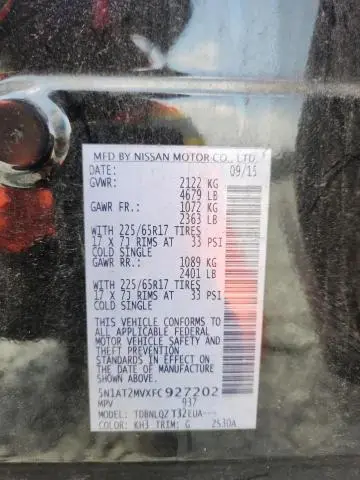 MFD BY NISSAN MOTOR CO., LTD.
DATE: 09/15
GVWR: 2122 KG
4679 LB
GAWR FR.: 1072 KG
2363 LB
WITH 225/65R17 TIRES
17 X 7J RIMS AT 33 PSI
COLD SINGLE
GAWR RR.: 1089 KG
2401 LB
WITH 225/65R17 TIRES
17 X 7J RIMS AT 33 PSI
COLD SINGLE
THIS VEHICLE CONFORMS TO
ALL APPLICABLE FEDERAL
MOTOR VEHICLE SAFETY
AND THEFT PREVENTION
STANDARDS IN EFFECT ON
THE DATE OF MANUFACTURE
SHOWN ABOVE.
5N1AT2MVXFC927202
MPV 937
MODEL: TDBNLQZ T32EUA---
COLOR: KH3 TRIM: G 2530A